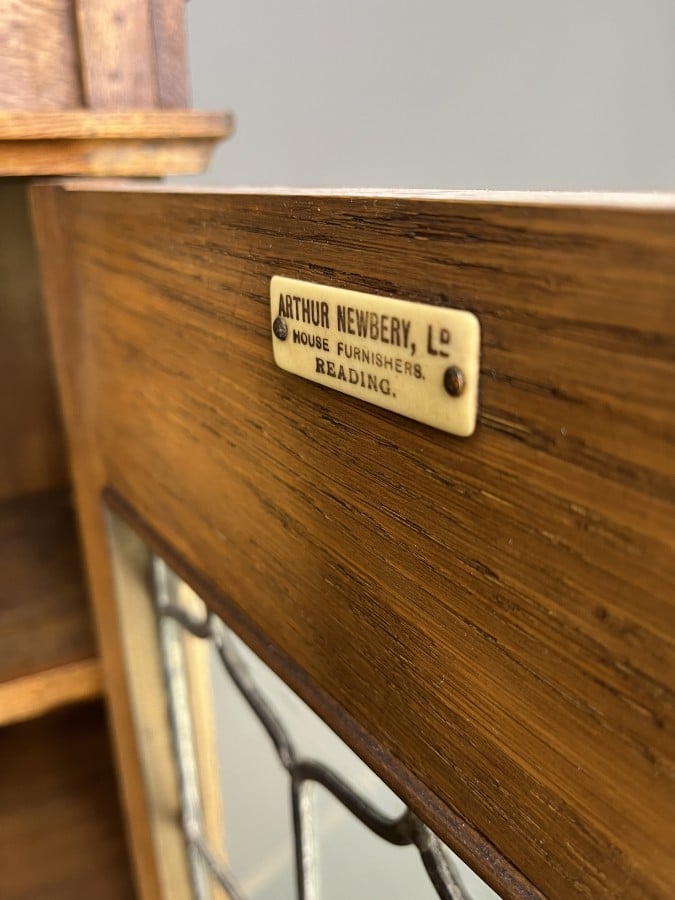 ARTHUR NEWBERY, LD
HOUSE FURNISHERS.
READING.